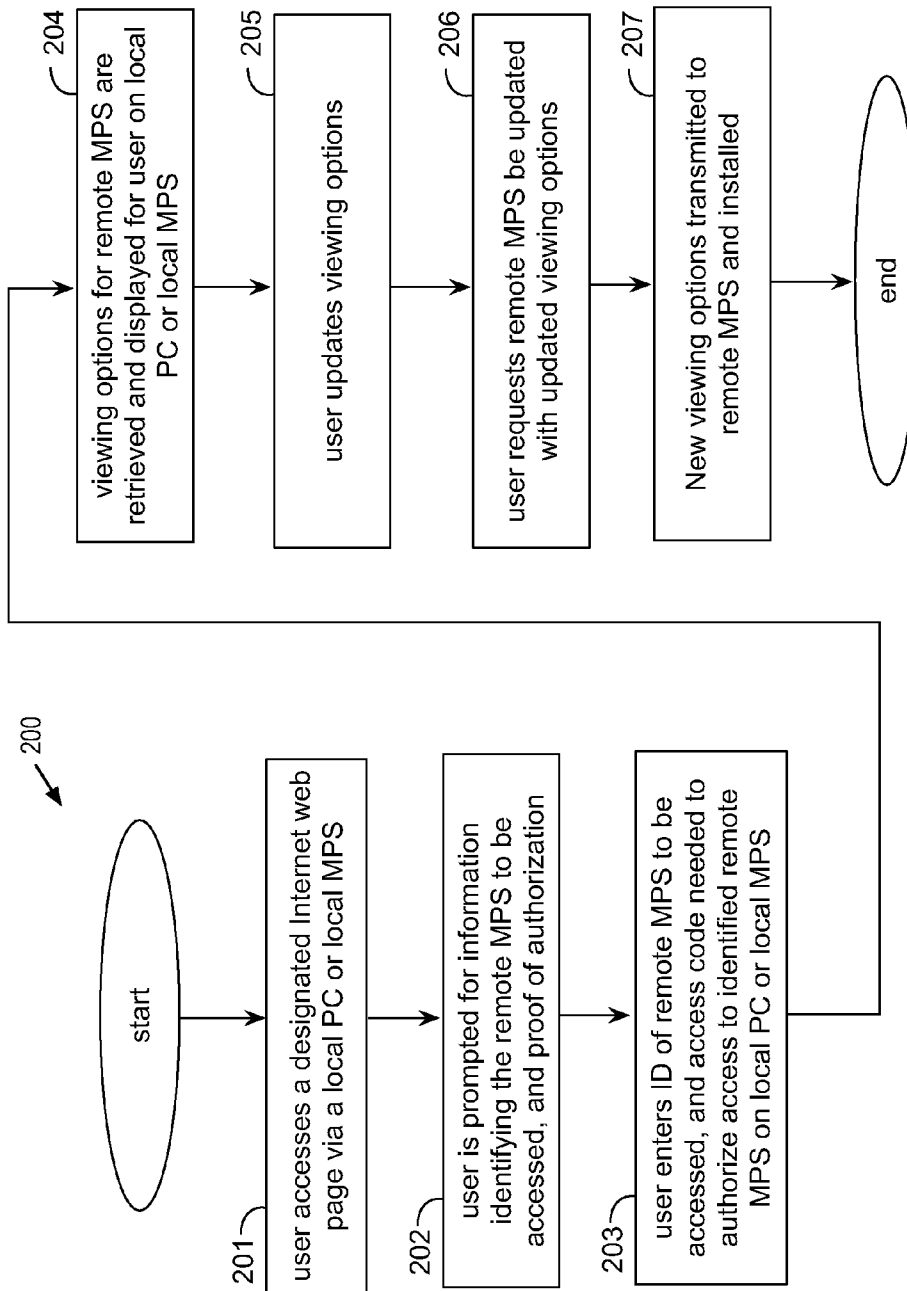 200
start
201
user accesses a designated Internet web
page via a local PC or local MPS
202
user is prompted for information
identifying the remote MPS to be
accessed, and proof of authorization
203
user enters ID of remote MPS to be
accessed, and access code needed to
authorize access to identified remote
MPS on local PC or local MPS
204
viewing options for remote MPS are
retrieved and displayed for user on local
PC or local MPS
205
user updates viewing options
206
user requests remote MPS be updated
with updated viewing options
207
New viewing options transmitted to
remote MPS and installed
end